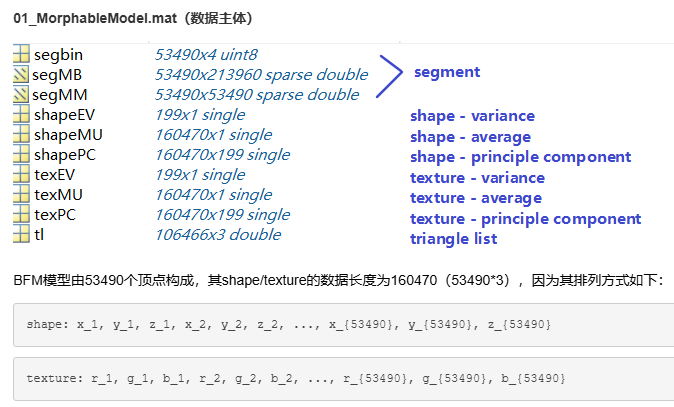 01_MorphableModel.mat（数据主体）
segbin 53490x4 uint8
segMB 53490x213960 sparse double
segMM 53490x53490 sparse double
segment
shapeEV 199x1 single shape - variance
shapeMU 160470x1 single shape - average
shapePC 160470x199 single shape - principle component
texEV 199x1 single texture - variance
texMU 160470x1 single texture - average
texPC 160470x199 single texture - principle component
tl 106466x3 double triangle list
BFM模型由53490个顶点构成，其shape/texture的数据长度为160470（53490*3），因为其排列方式如下：
shape: x_1, y_1, z_1, x_2, y_2, z_2, ..., x_{53490}, y_{53490}, z_{53490}
texture: r_1, g_1, b_1, r_2, g_2, b_2, ..., r_{53490}, g_{53490}, b_{53490}